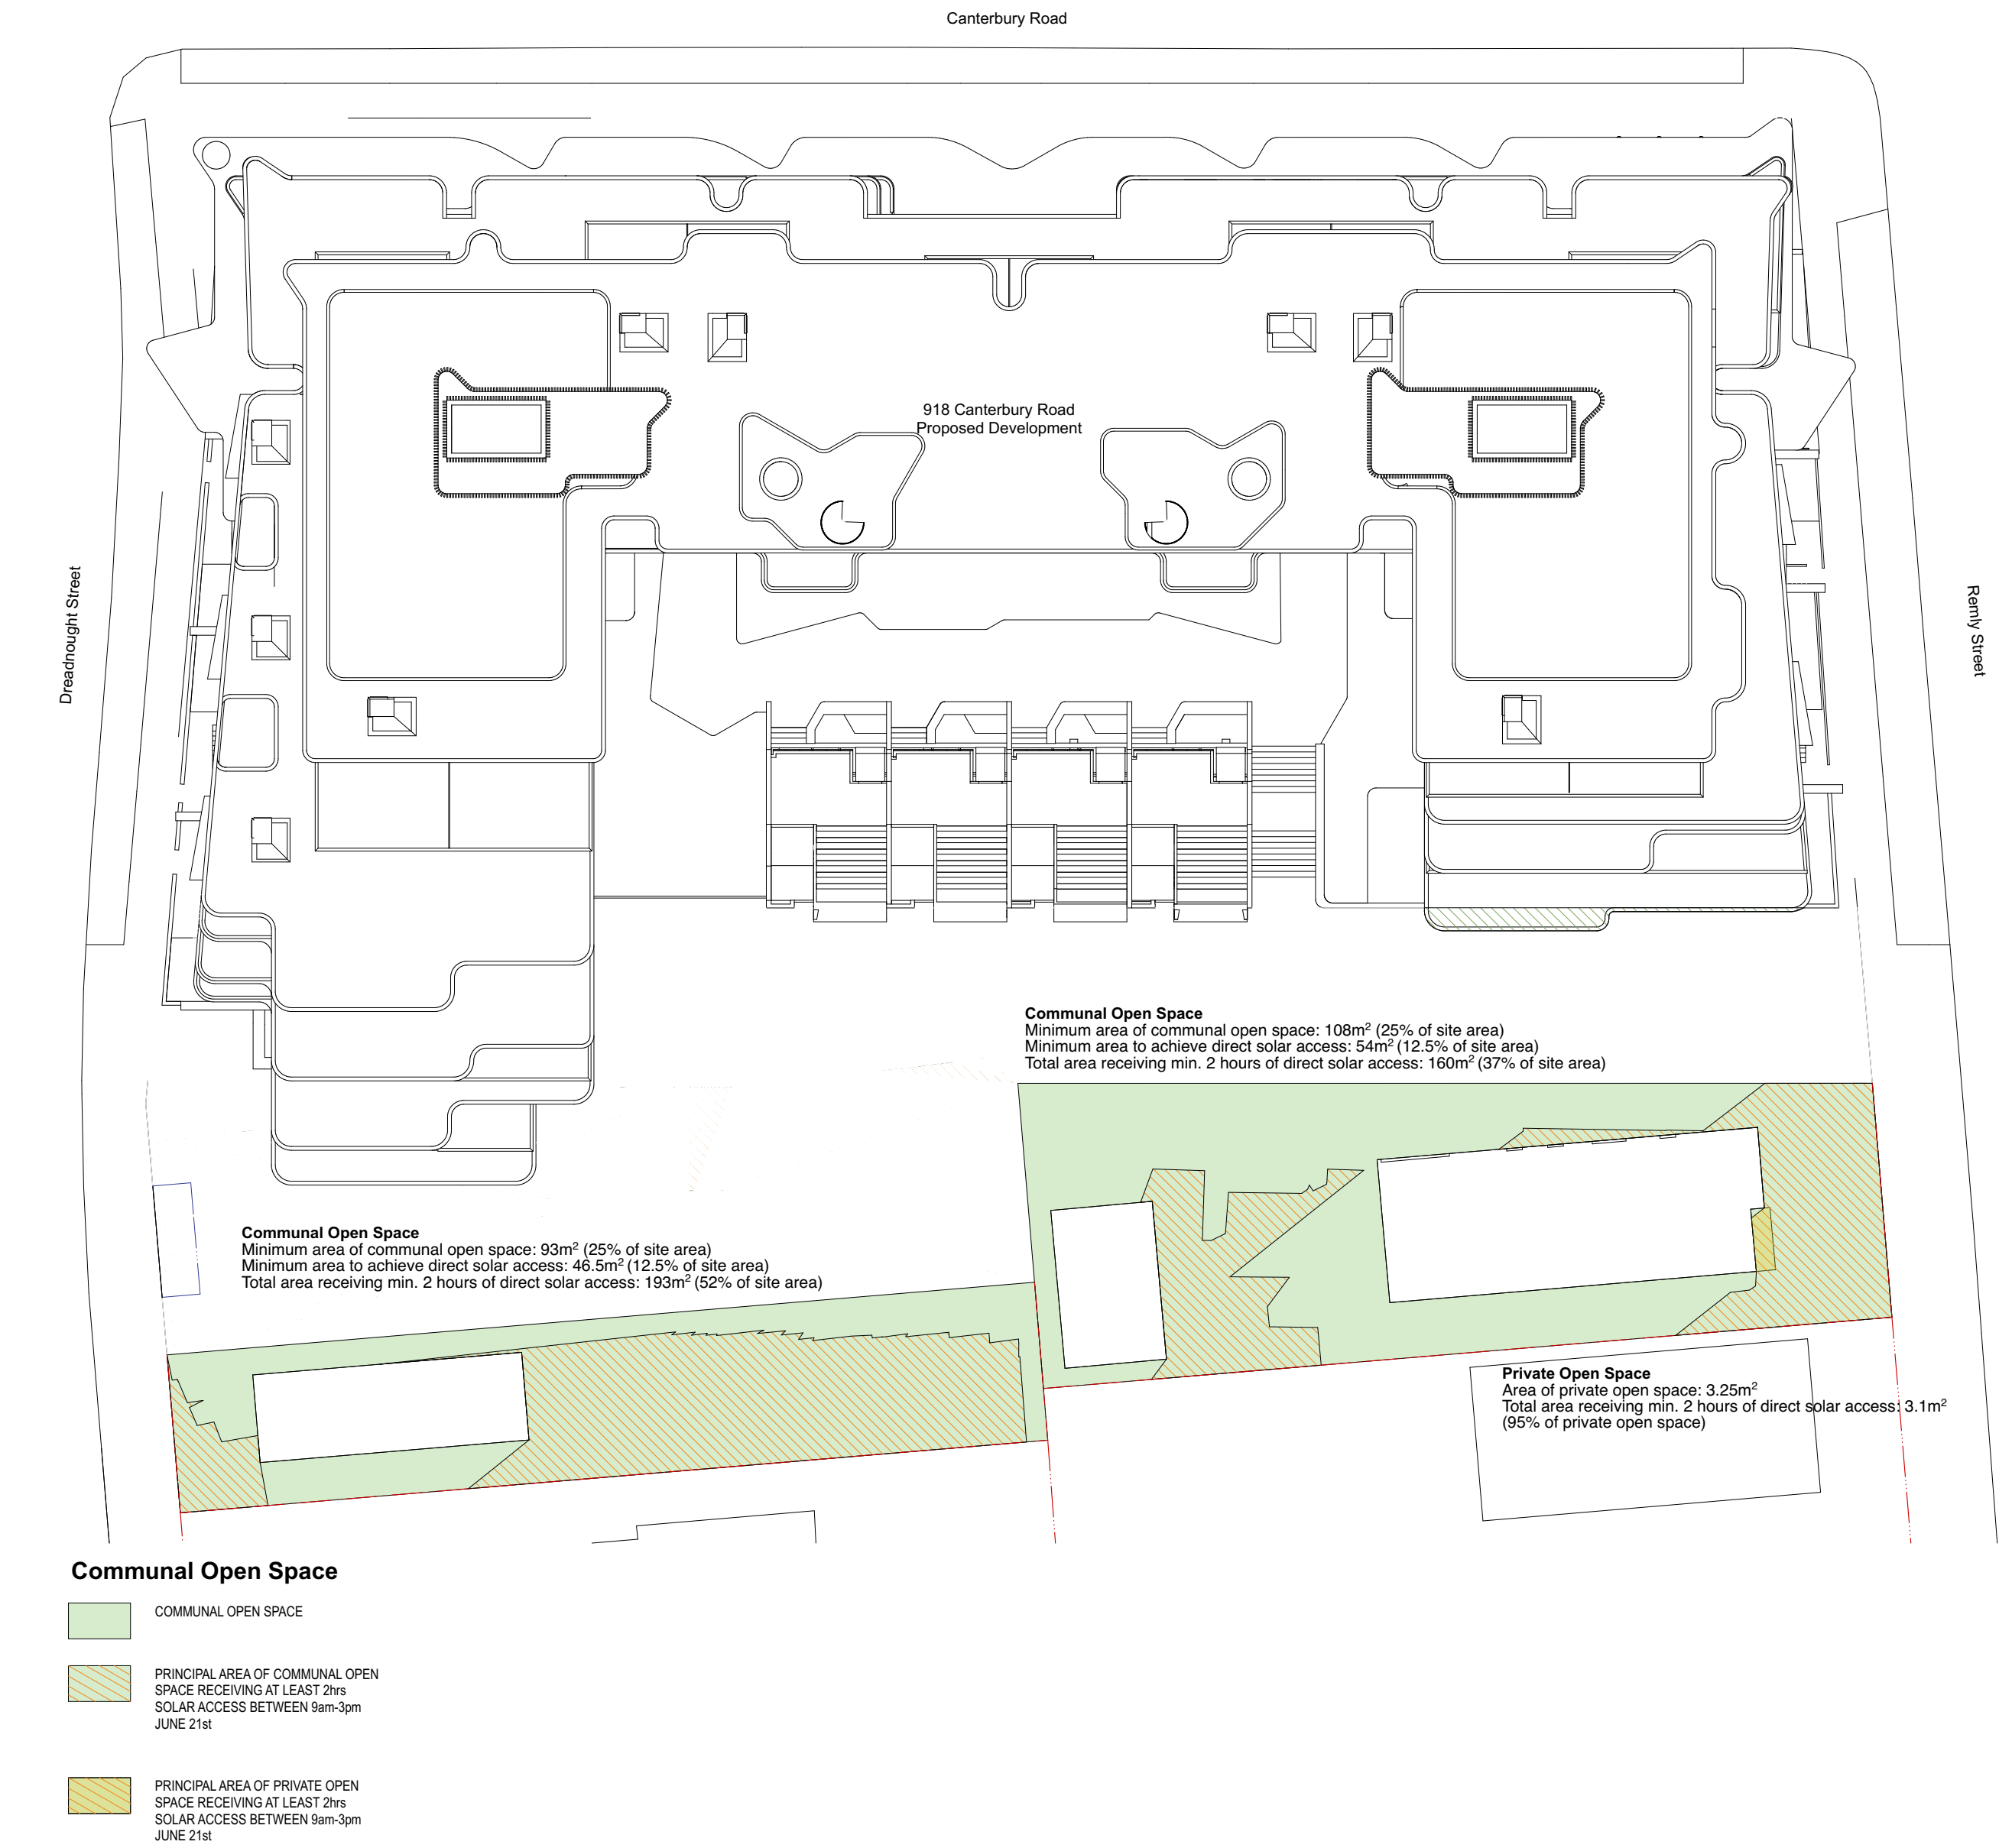 Canterbury Road
918 Canterbury Road
Proposed Development
Dreadnought Street
Remly Street
Communal Open Space
Minimum area of communal open space: 108m² (25% of site area)
Minimum area to achieve direct solar access: 54m² (12.5% of site area)
Total area receiving min. 2 hours of direct solar access: 160m² (37% of site area)
Communal Open Space
Minimum area of communal open space: 93m² (25% of site area)
Minimum area to achieve direct solar access: 46.5m² (12.5% of site area)
Total area receiving min. 2 hours of direct solar access: 193m² (52% of site area)
Private Open Space
Area of private open space: 3.25m²
Total area receiving min. 2 hours of direct solar access: 3.1m²
(95% of private open space)
Communal Open Space
COMMUNAL OPEN SPACE
PRINCIPAL AREA OF COMMUNAL OPEN
SPACE RECEIVING AT LEAST 2hrs
SOLAR ACCESS BETWEEN 9am-3pm
JUNE 21st
PRINCIPAL AREA OF PRIVATE OPEN
SPACE RECEIVING AT LEAST 2hrs
SOLAR ACCESS BETWEEN 9am-3pm
JUNE 21st